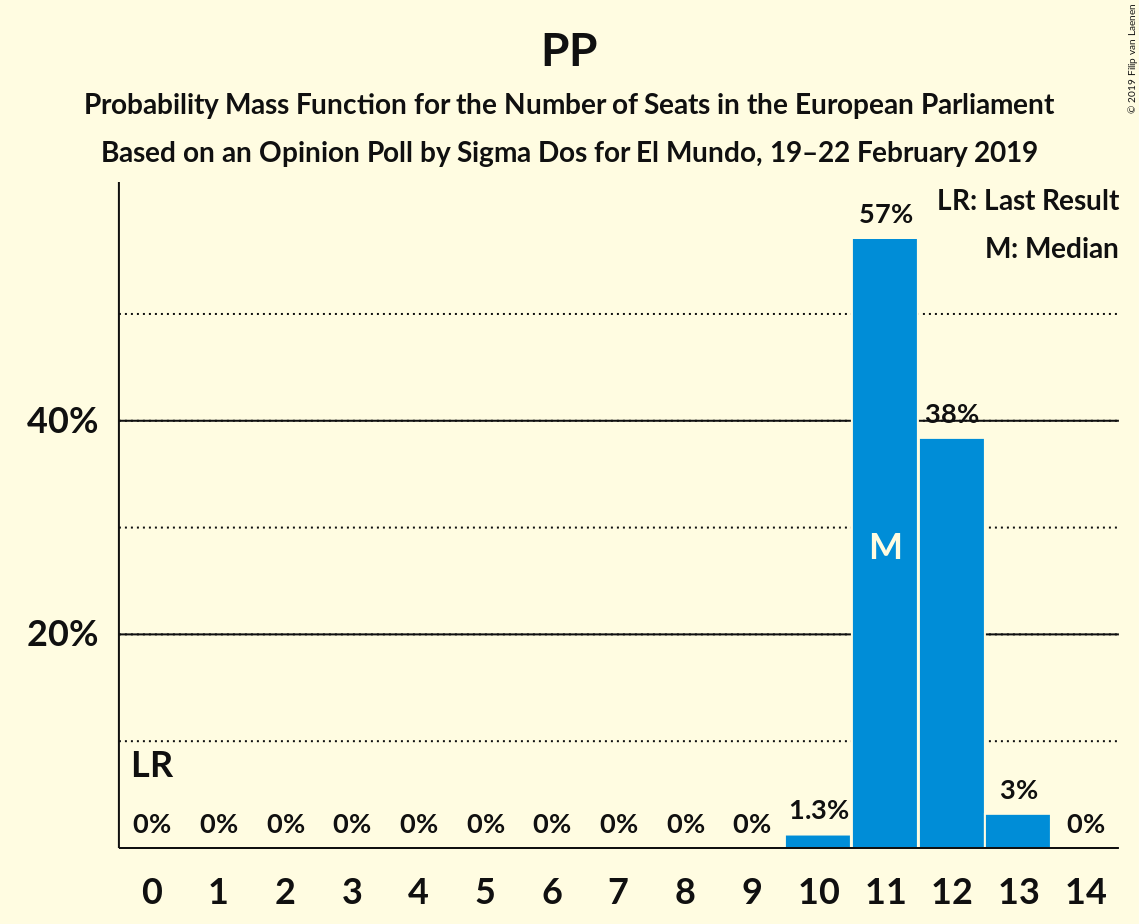 PP
Probability Mass Function for the Number of Seats in the European Parliament
Based on an Opinion Poll by Sigma Dos for El Mundo, 19–22 February 2019
© 2019 Filip van Laenen
LR: Last Result
M: Median
57%
40%
38%
M
20%
LR
0% 0% 0% 0% 0% 0% 0% 0% 0% 0% 1.3% 3% 0%
0 1 2 3 4 5 6 7 8 9 10 11 12 13 14